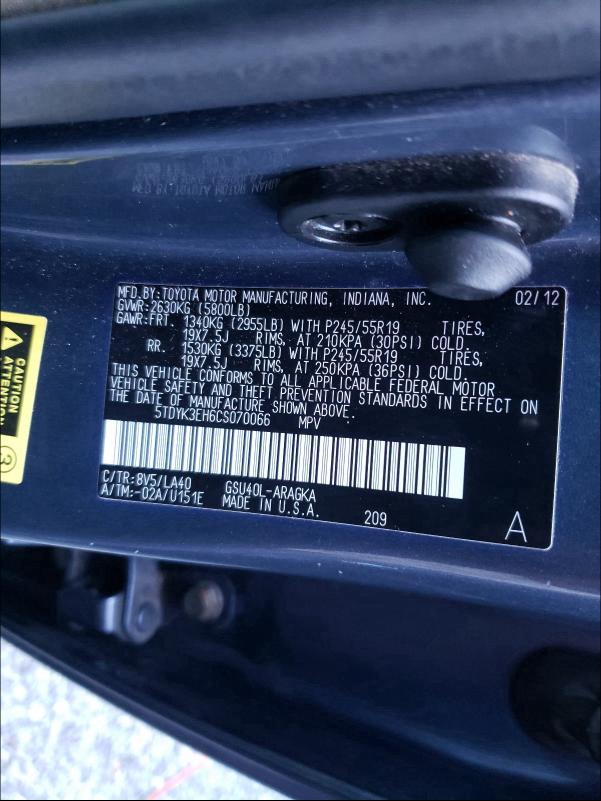 MFD.BY:TOYOTA MOTOR MANUFACTURING, INDIANA, INC. 02/12
GVWR:2630KG (5800LB)
GAWR:FRT. 1340KG (2955LB) WITH P245/55R19 TIRES,
19X7.5J RIMS, AT 210KPA (30PSI) COLD.
RR. 1530KG (3375LB) WITH P245/55R19 TIRES,
19X7.5J RIMS, AT 250KPA (36PSI) COLD.
THIS VEHICLE CONFORMS TO ALL APPLICABLE FEDERAL MOTOR
VEHICLE SAFETY AND THEFT PREVENTION STANDARDS IN EFFECT ON
THE DATE OF MANUFACTURE SHOWN ABOVE.
5TDYK3EH6CS070066 MPV
C/TR:8V5/LA40 GSU40L-ARAGKA
A/TM:-02A/U151E MADE IN U.S.A. 209 A
CAUTION
ATTENTION